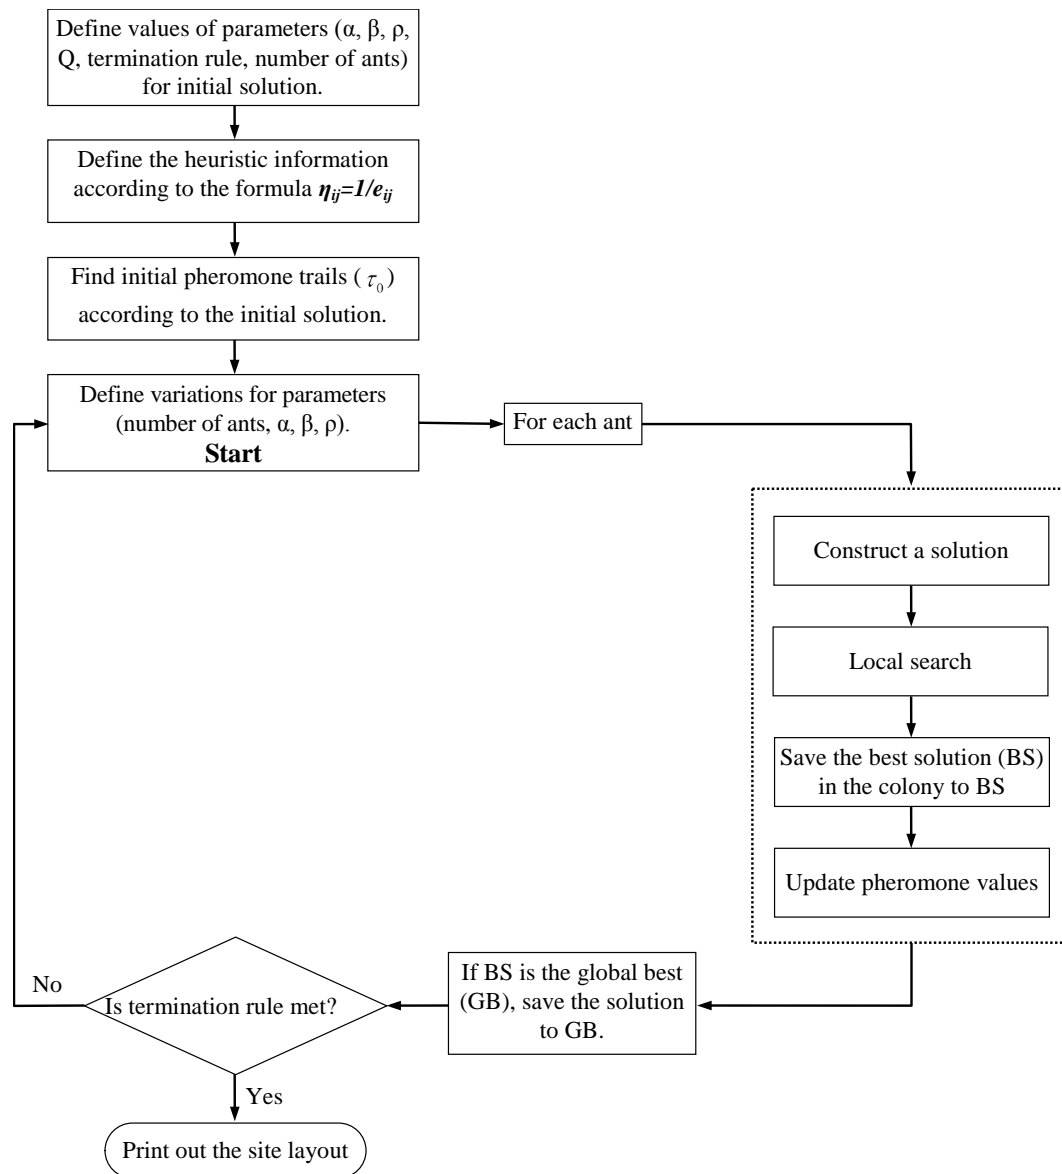 Define values of parameters (α, β, ρ,
Q, termination rule, number of ants)
for initial solution.
Define the heuristic information
according to the formula ηij=1/eij
Find initial pheromone trails ( τ0 )
according to the initial solution.
Define variations for parameters
(number of ants, α, β, ρ).
Start
For each ant
Construct a solution
Local search
Save the best solution (BS)
in the colony to BS
Update pheromone values
If BS is the global best
(GB), save the solution
to GB.
Is termination rule met?
No
Yes
Print out the site layout